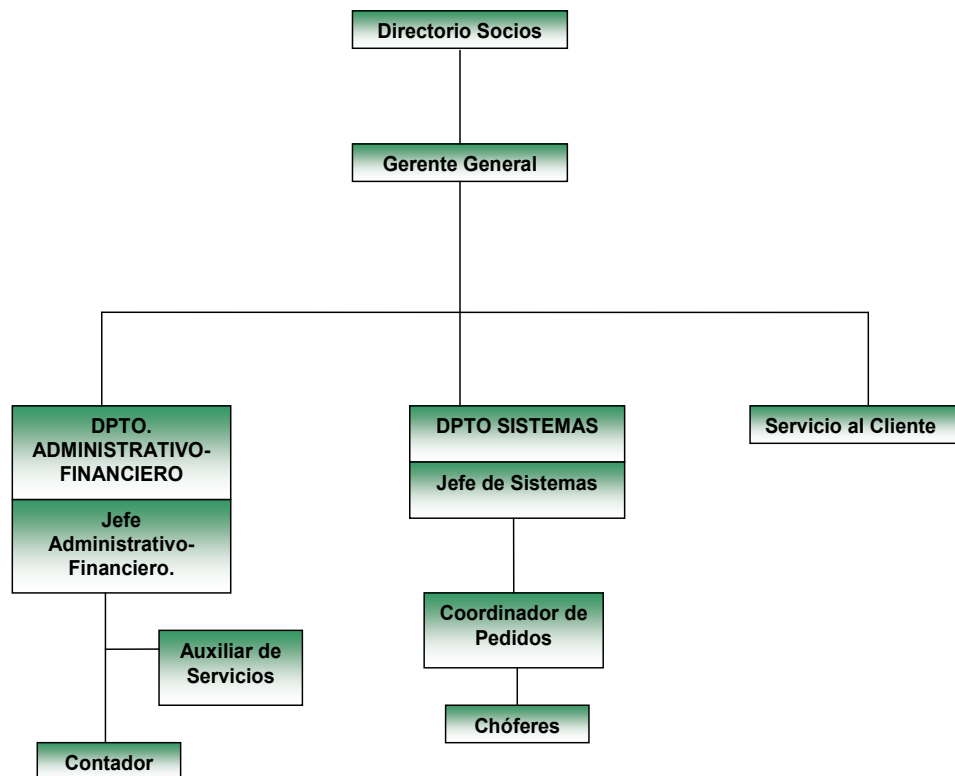 Directorio Socios
Gerente General
DPTO.
ADMINISTRATIVO-
FINANCIERO
Jefe
Administrativo-
Financiero.
Auxiliar de
Servicios
Contador
DPTO SISTEMAS
Jefe de Sistemas
Coordinador de
Pedidos
Chóferes
Servicio al Cliente